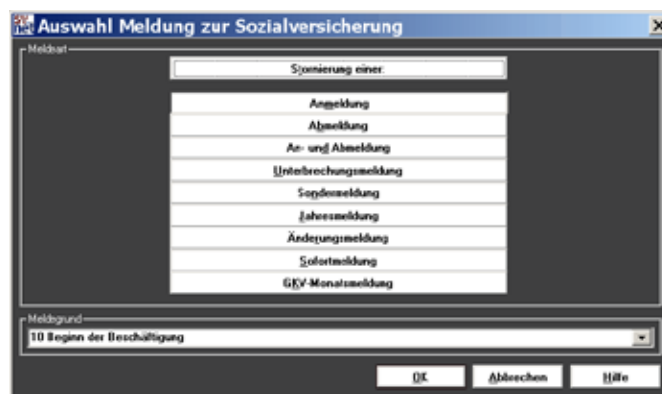 net
Auswahl Meldung zur Sozialversicherung
Meldeart
Stornierung einer:
Anmeldung
Abmeldung
An- und Abmeldung
Unterbrechungsmeldung
Sondermeldung
Jahresmeldung
Änderungsmeldung
Sofortmeldung
GKV-Monatsmeldung
Meldegrund
10 Beginn der Beschäftigung
OK Abbrechen Hilfe